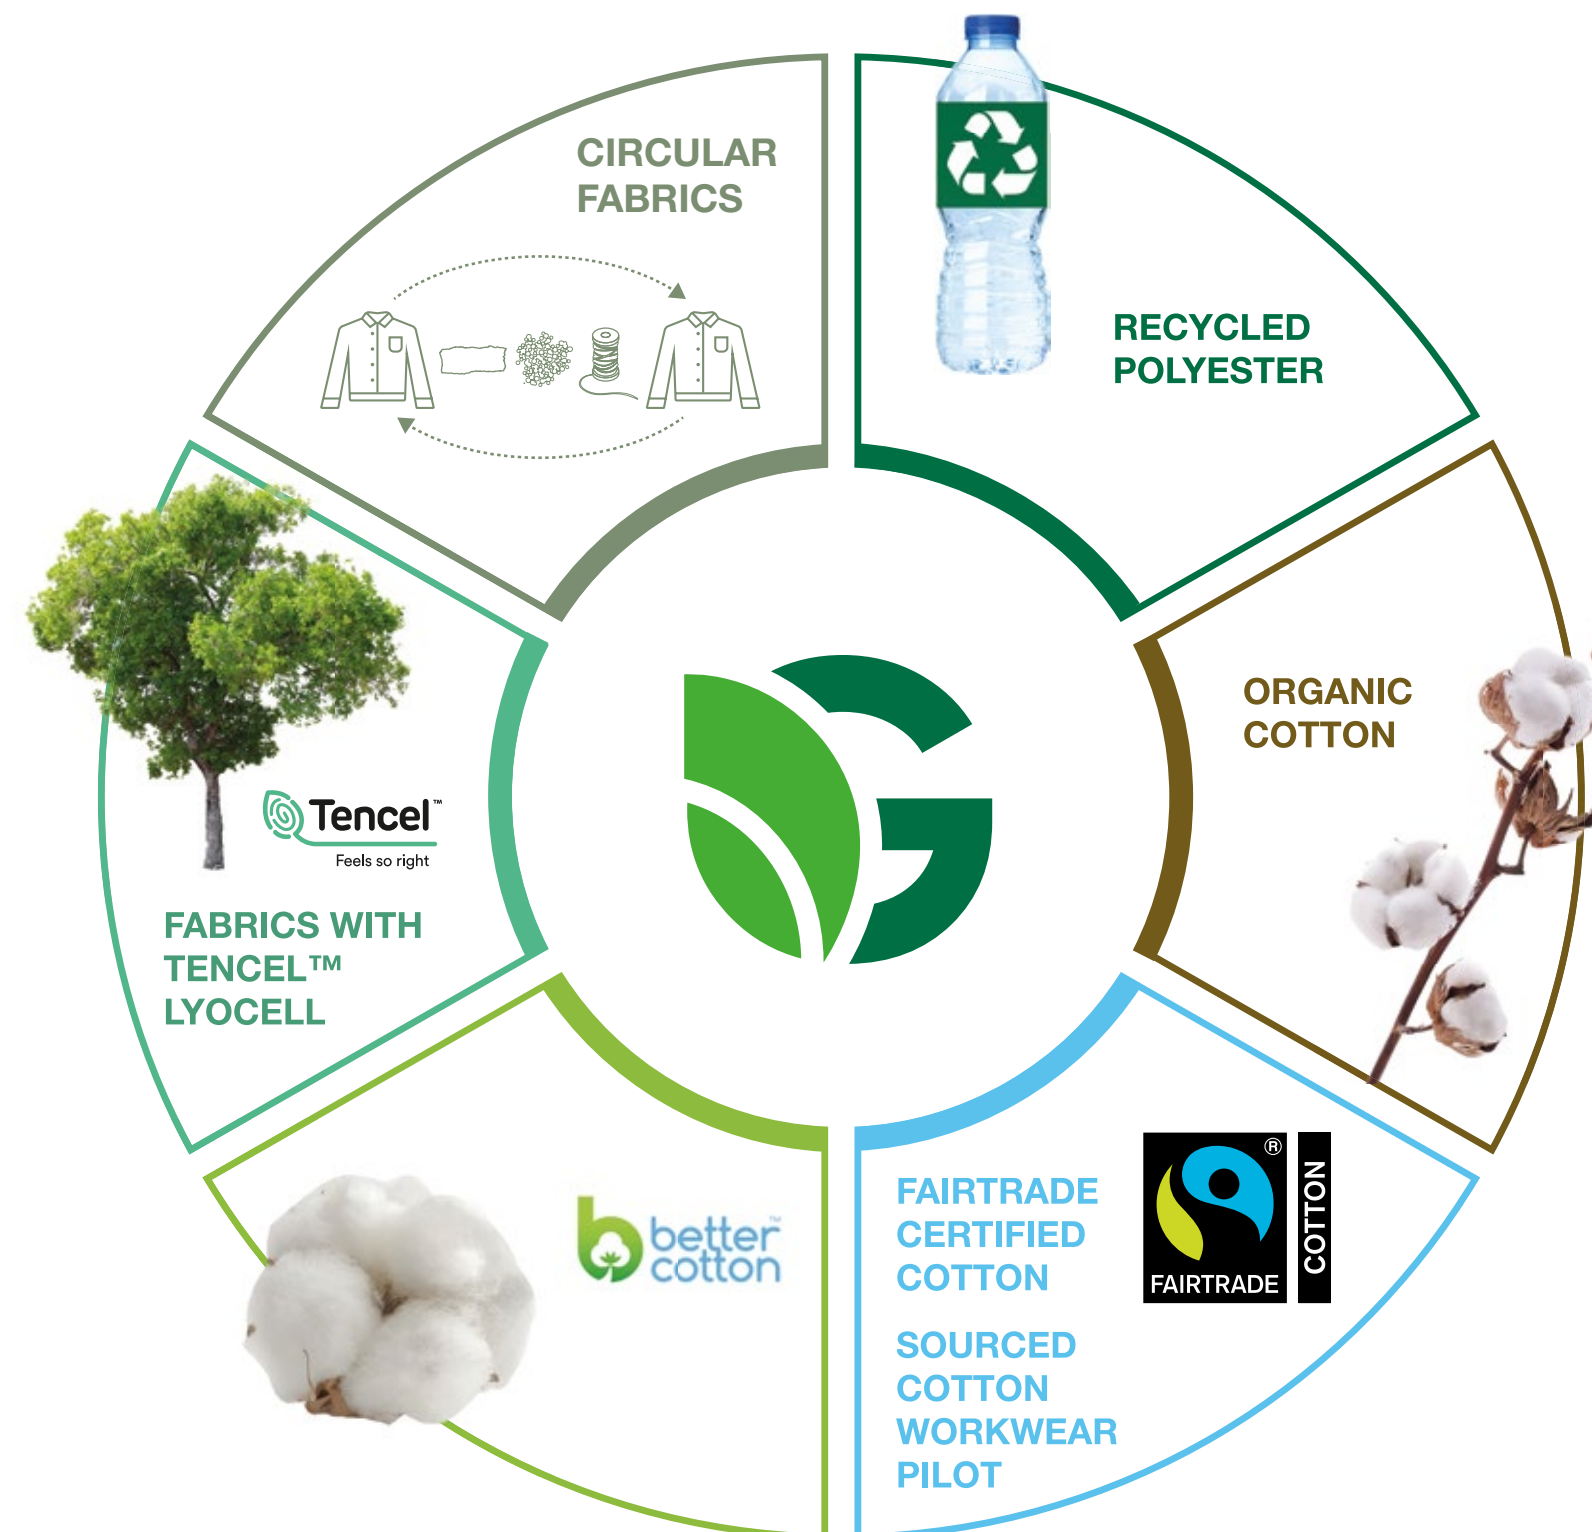 CIRCULAR
FABRICS
RECYCLED
POLYESTER
ORGANIC
COTTON
Tencel™
Feels so right
FABRICS WITH
TENCEL™
LYOCELL
better™
cotton
FAIRTRADE
CERTIFIED
COTTON
SOURCED
COTTON
WORKWEAR
PILOT
®
FAIRTRADE
COTTON